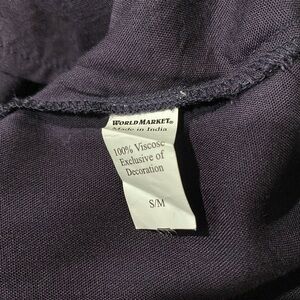 WORLD MARKET®
Made in India
100% Viscose
Exclusive of
Decoration
S/M